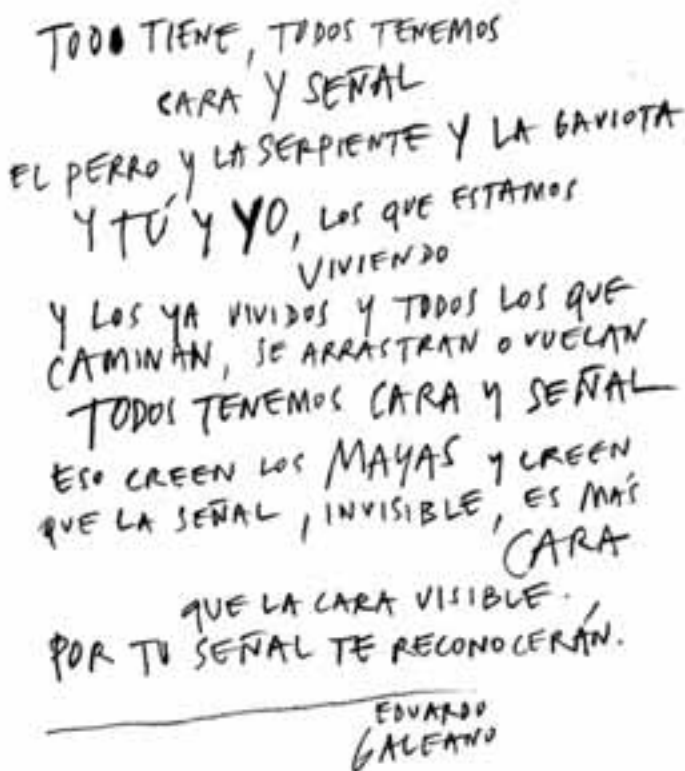 TODO TIENE, TODOS TENEMOS
CARA Y SEÑAL
EL PERRO Y LA SERPIENTE Y LA GAVIOTA
Y TÚ Y YO, LOS QUE ESTAMOS
VIVIENDO
Y LOS YA VIVIDOS Y TODOS LOS QUE
CAMINAN, SE ARRASTRAN O VUELAN
TODOS TENEMOS CARA Y SEÑAL
ESO CREEN LOS MAYAS Y CREEN
QUE LA SEÑAL, INVISIBLE, ES MÁS
CARA
QUE LA CARA VISIBLE.
POR TU SEÑAL TE RECONOCERÁN.
EDUARDO
GALEANO